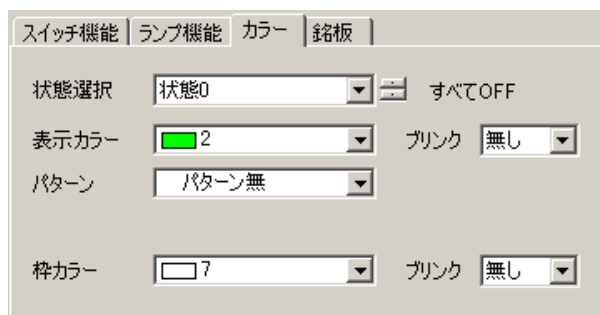 スイッチ機能 ランプ機能 カラー 銘板
状態選択 状態0 すべてOFF
表示カラー 2 ブリンク 無し
パターン パターン無
枠カラー 7 ブリンク 無し